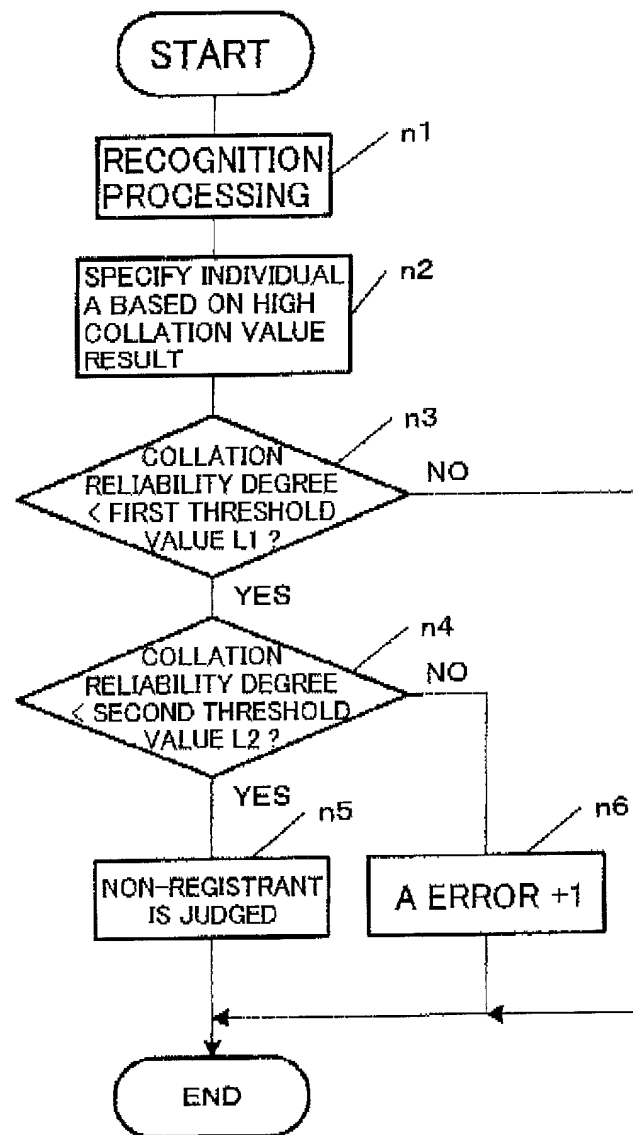 START
n1
RECOGNITION
PROCESSING
n2
SPECIFY INDIVIDUAL
A BASED ON HIGH
COLLATION VALUE
RESULT
n3
COLLATION
RELIABILITY DEGREE
< FIRST THRESHOLD
VALUE L1 ?
NO
YES
n4
COLLATION
RELIABILITY DEGREE
< SECOND THRESHOLD
VALUE L2 ?
NO
YES
n5
NON-REGISTRANT
IS JUDGED
n6
A ERROR +1
END